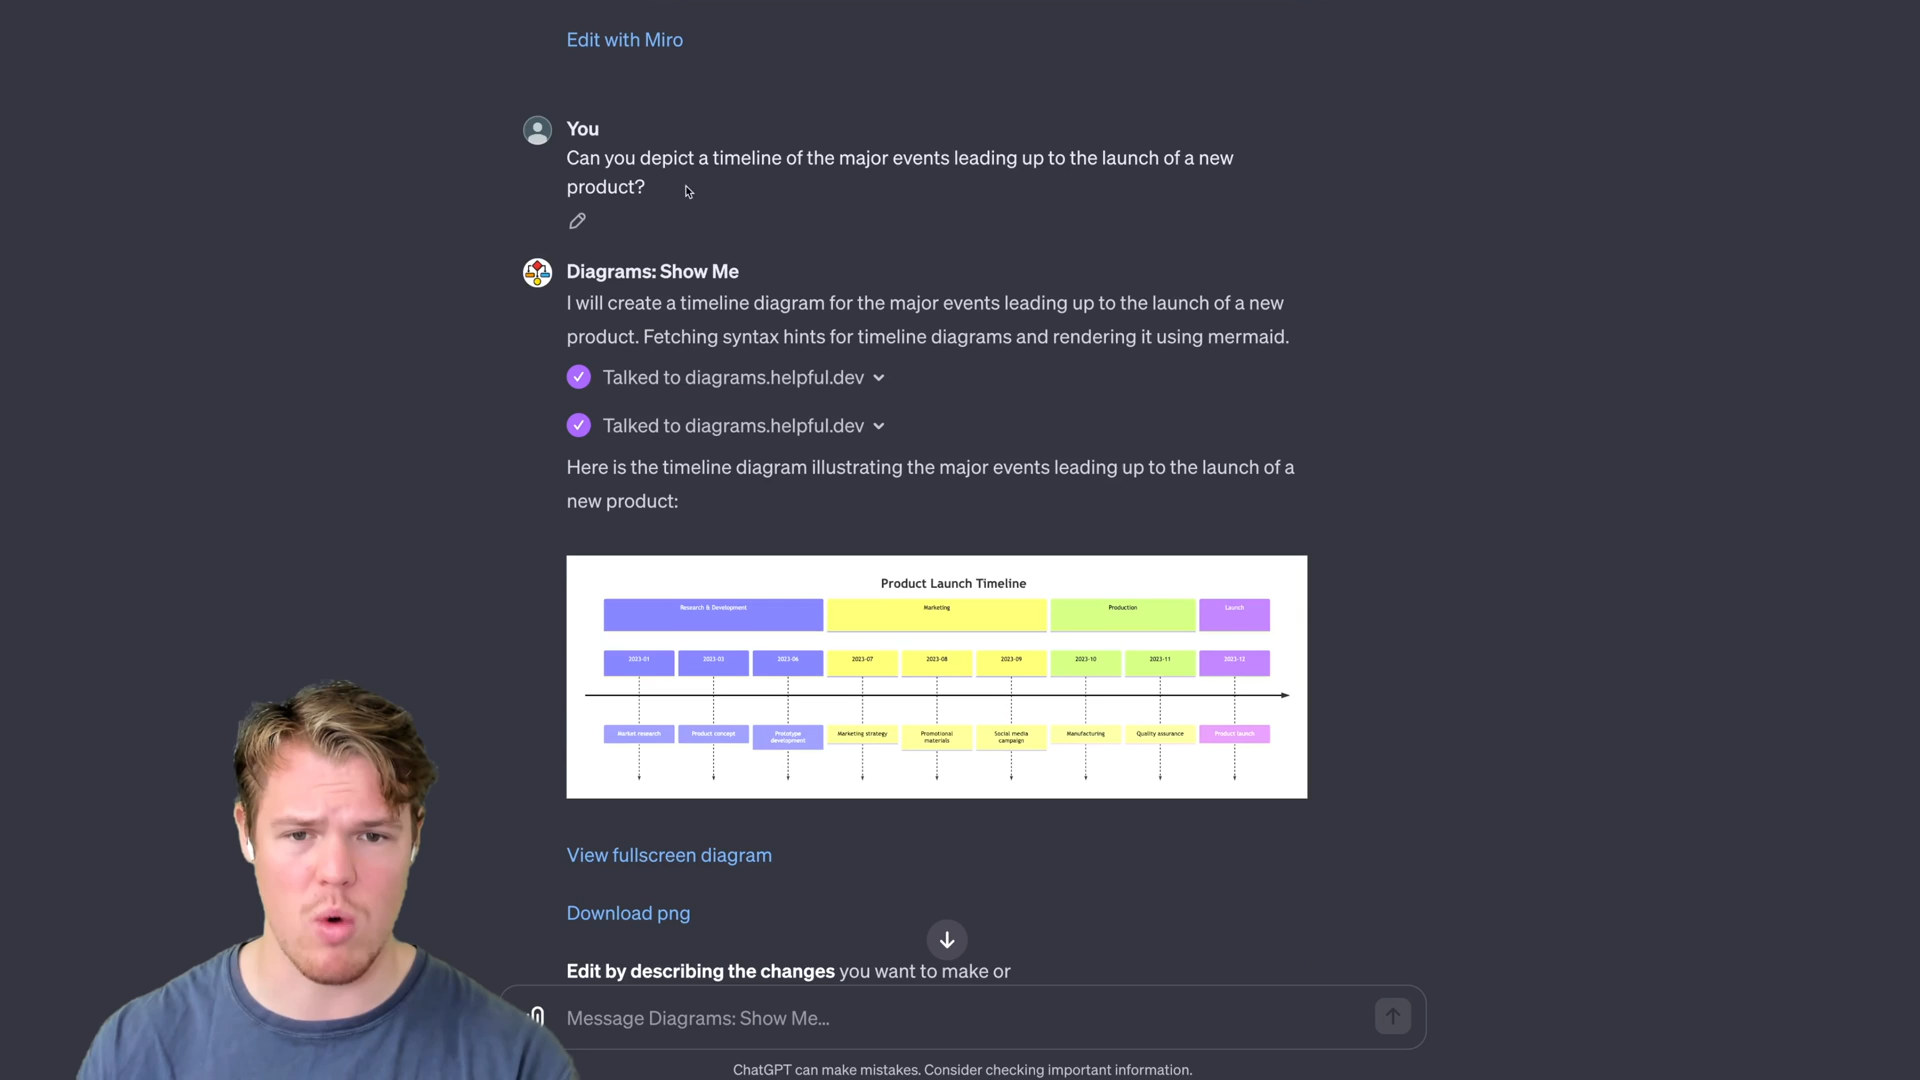 Edit with Miro
You
Can you depict a timeline of the major events leading up to the launch of a new
product?
Diagrams: Show Me
I will create a timeline diagram for the major events leading up to the launch of a new
product. Fetching syntax hints for timeline diagrams and rendering it using mermaid.
Talked to diagrams.helpful.dev
Talked to diagrams.helpful.dev
Here is the timeline diagram illustrating the major events leading up to the launch of a
new product:
Product Launch Timeline
Research & Development Marketing Production Launch
2023-01 2023-03 2023-06 2023-07 2023-08 2023-09 2023-10 2023-11 2023-12
Market research Product concept Prototype Marketing strategy Promotional Social media Manufacturing Quality assurance Product launch
development materials campaign
View fullscreen diagram
Download png
Edit by describing the changes you want to make or
Message Diagrams: Show Me...
ChatGPT can make mistakes. Consider checking important information.